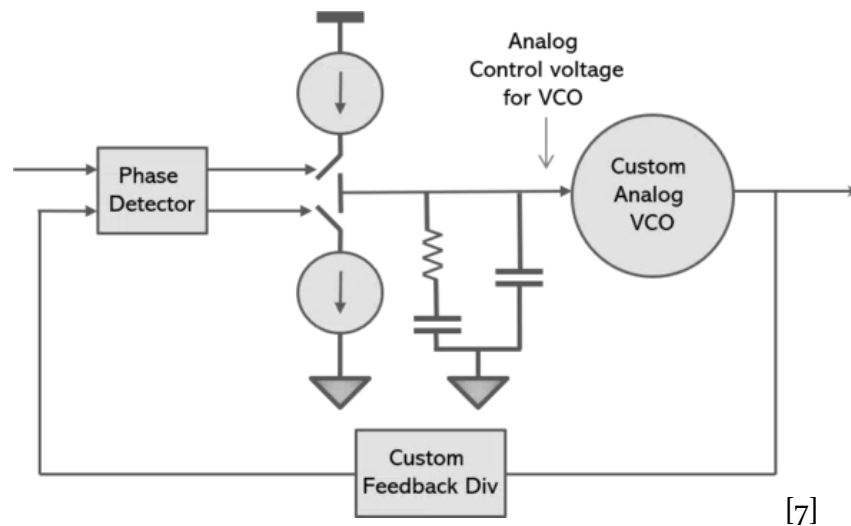 Analog
Control voltage
for VCO
Phase
Detector
Custom
Analog
VCO
Custom
Feedback Div
[7]